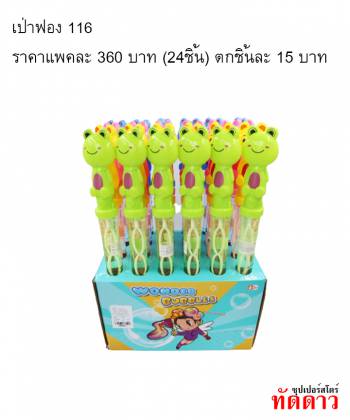 เป่าฟอง 116
ราคาแพคละ 360 บาท (24ชิ้น) ตกชิ้นละ 15 บาท
WONDER
BUBBLES
ซุปเปอร์สโตร์
ทัดดาว